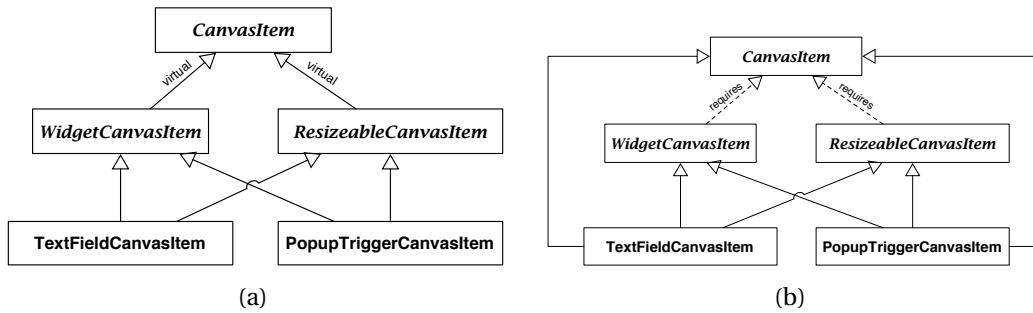 CanvasItem
virtual
virtual
WidgetCanvasItem
ResizeableCanvasItem
TextFieldCanvasItem
PopupTriggerCanvasItem
(a)
CanvasItem
requires
requires
WidgetCanvasItem
ResizeableCanvasItem
TextFieldCanvasItem
PopupTriggerCanvasItem
(b)